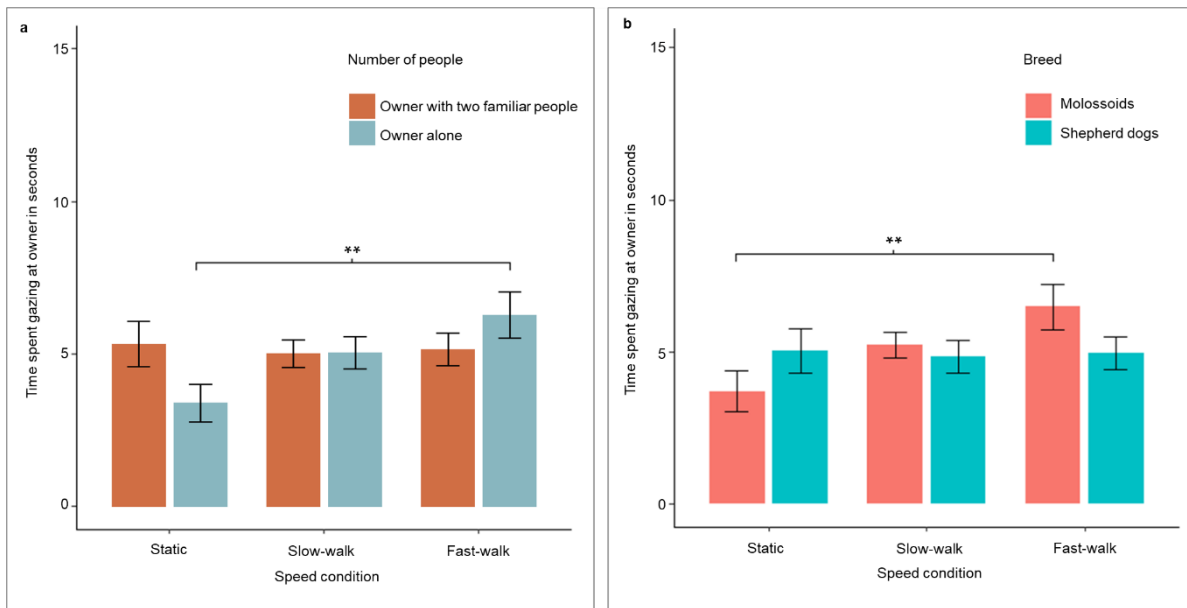 a
Number of people
Owner with two familiar people
Owner alone
Time spent gazing at owner in seconds
15
10
5
0
**
Static Slow-walk Fast-walk
Speed condition
b
Breed
Molossoids
Shepherd dogs
Time spent gazing at owner in seconds
15
10
5
0
**
Static Slow-walk Fast-walk
Speed condition